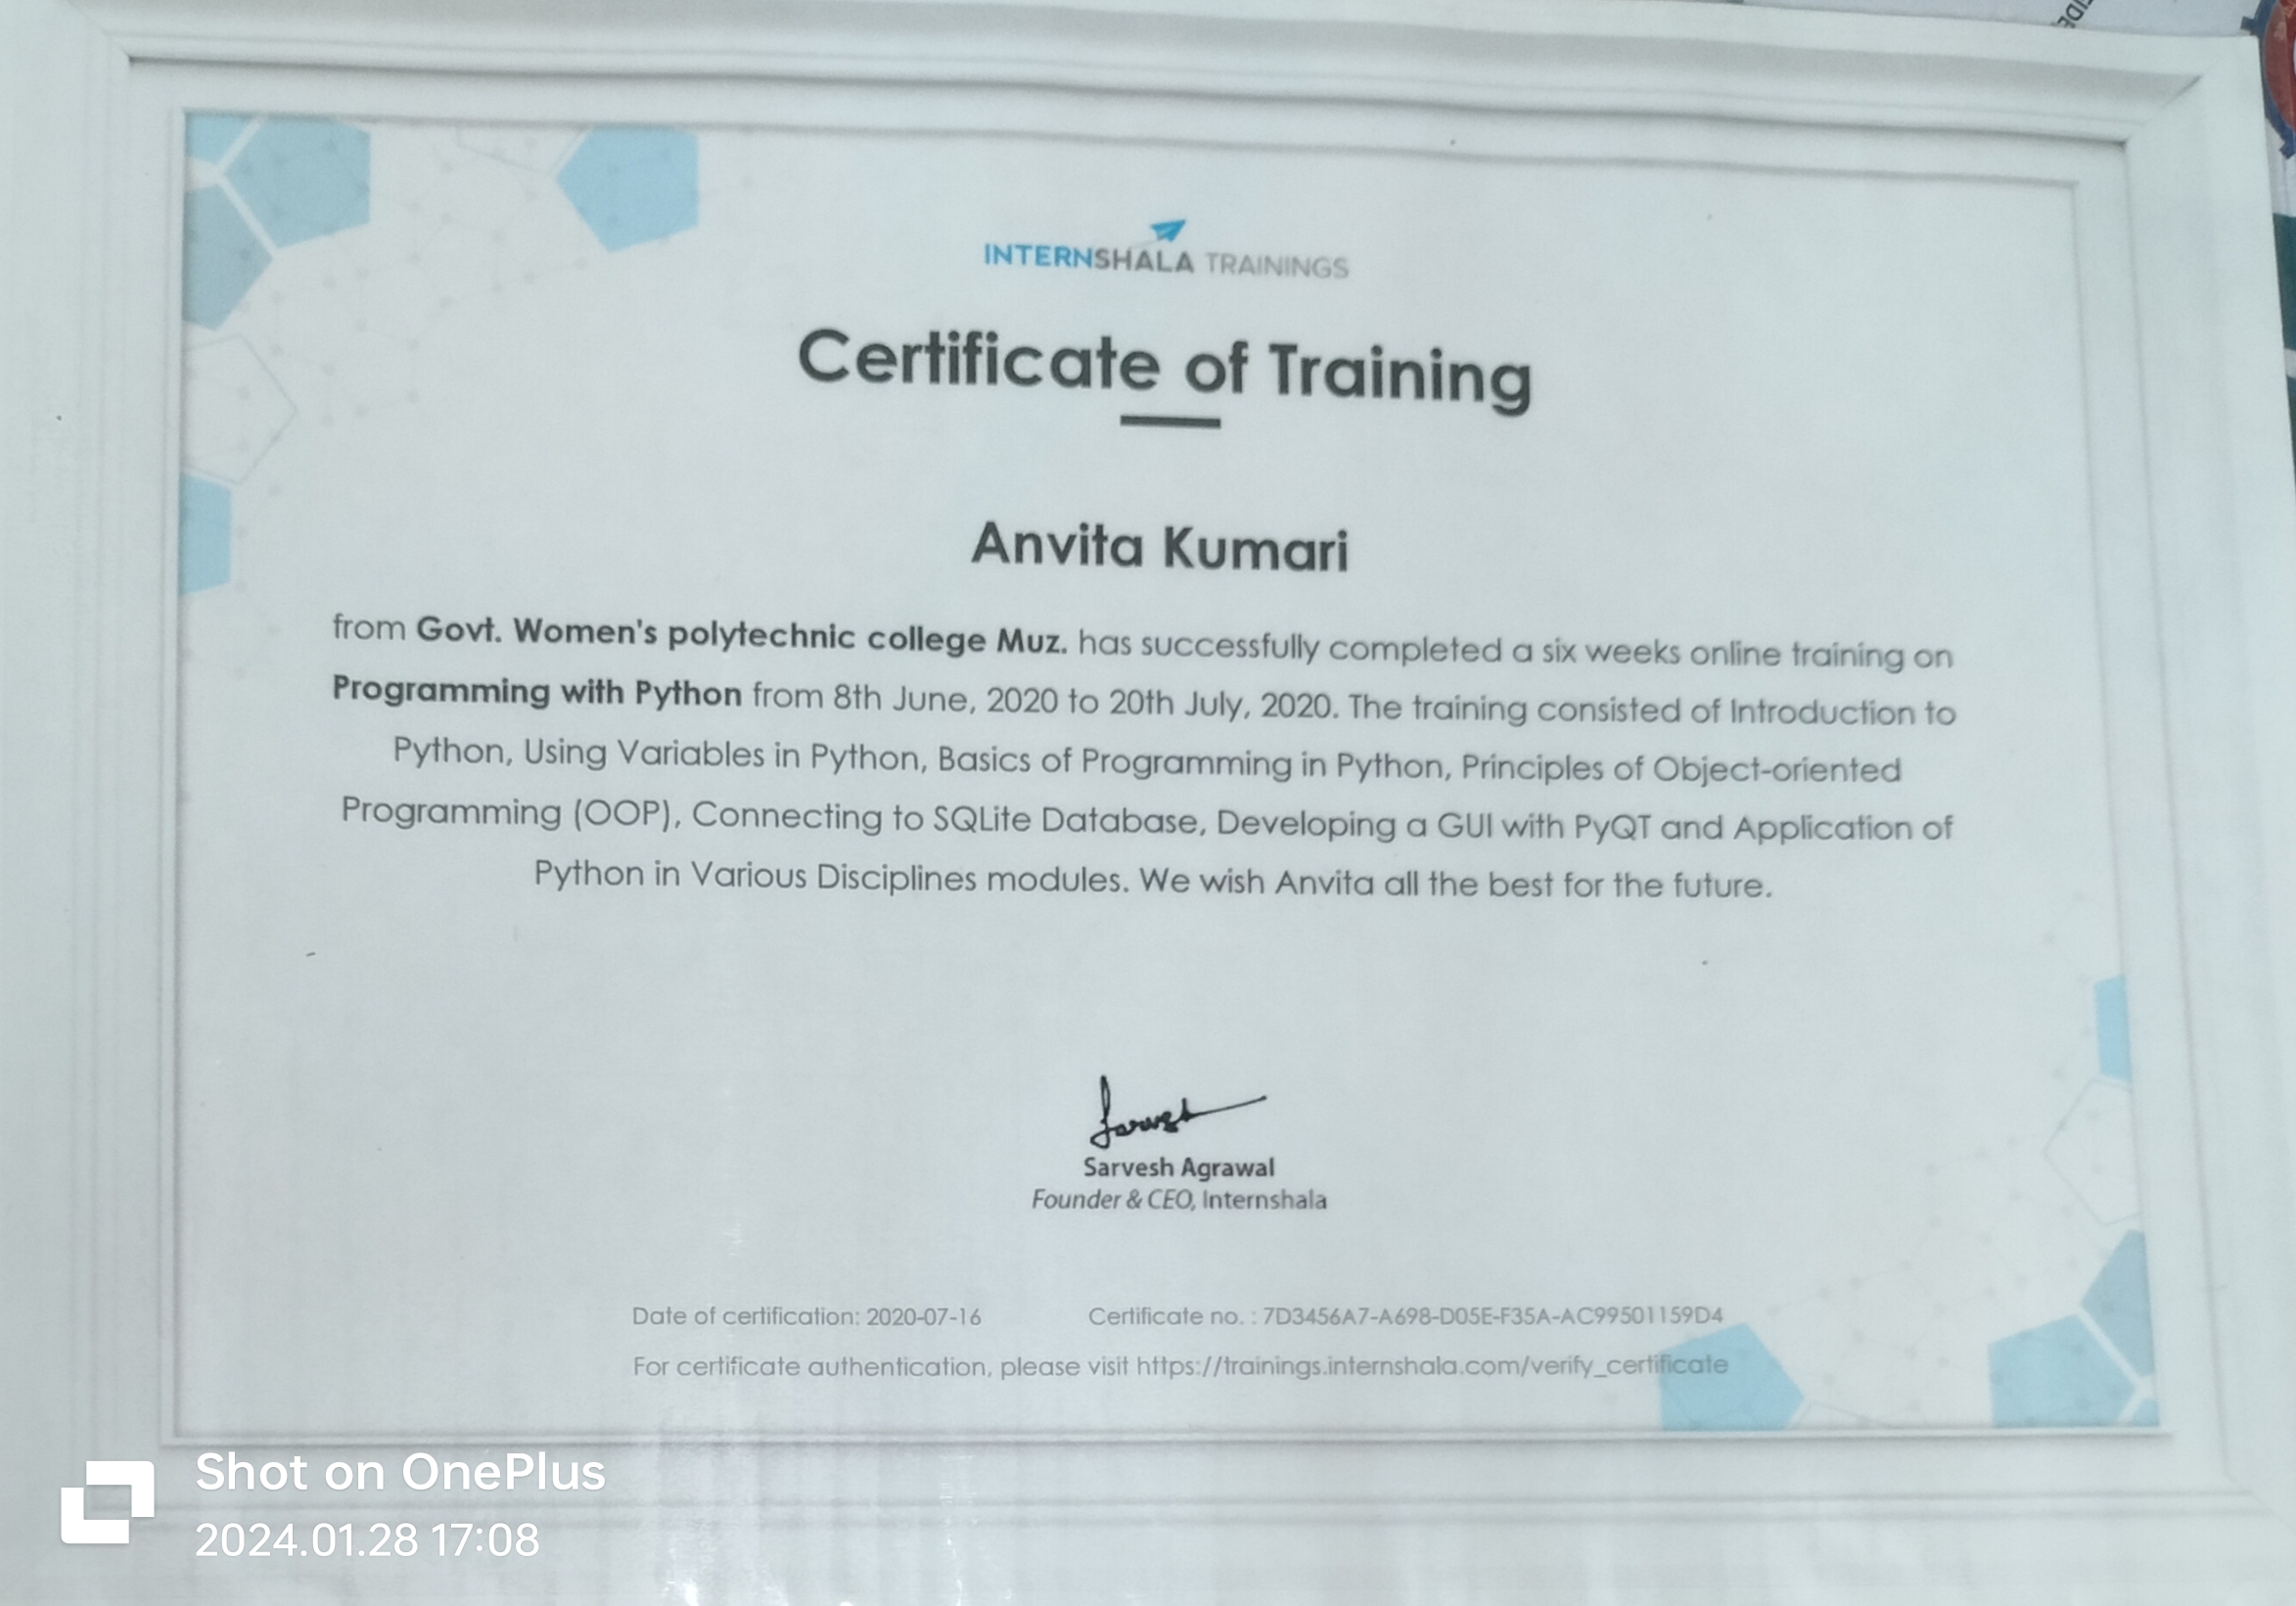 IDE
INTERNSHALA TRAININGS
Certificate of Training
Anvita Kumari
from Govt. Women's polytechnic college Muz. has successfully completed a six weeks online training on
Programming with Python from 8th June, 2020 to 20th July, 2020. The training consisted of Introduction to
Python, Using Variables in Python, Basics of Programming in Python, Principles of Object-oriented
Programming (OOP), Connecting to SQLite Database, Developing a GUI with PyQT and Application of
Python in Various Disciplines modules. We wish Anvita all the best for the future.
Sarvesh Agrawal
Founder & CEO, Internshala
Date of certification: 2020-07-16 Certificate no. : 7D3456A7-A698-D05E-F35A-AC99501159D4
For certificate authentication, please visit https://trainings.internshala.com/verify_certificate
Shot on OnePlus
2024.01.28 17:08